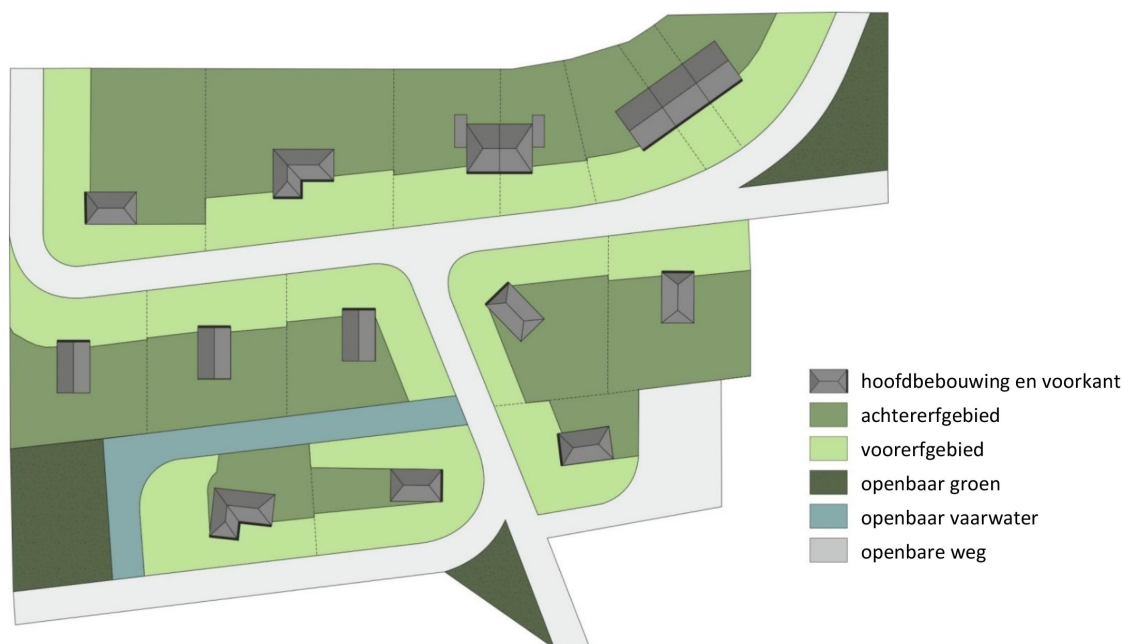 hoofdbebouwing en voorkant
achtererfgebied
voorerfgebied
openbaar groen
openbaar vaarwater
openbare weg